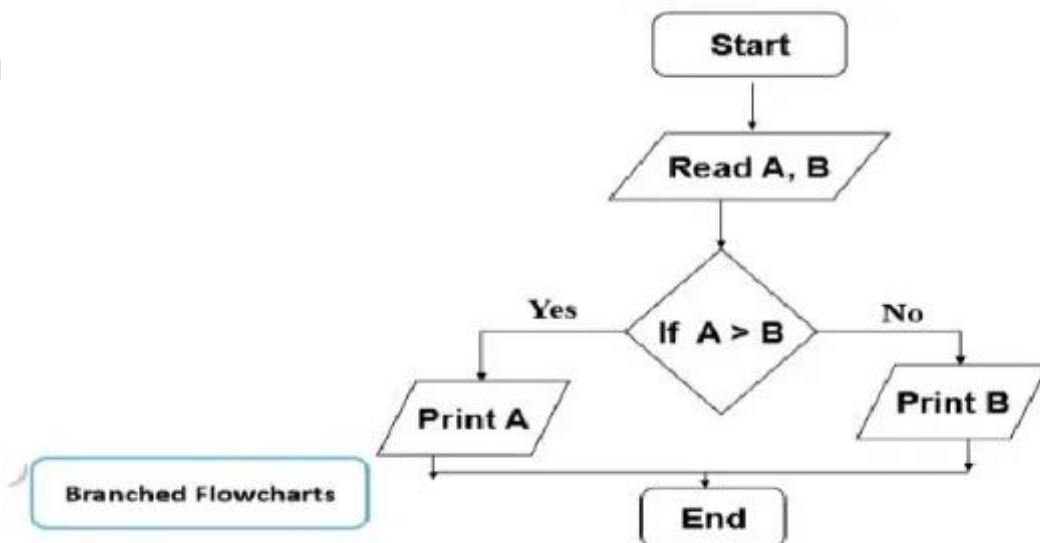 Start
Read A, B
If A > B
Yes
No
Print A
Print B
End
Branched Flowcharts